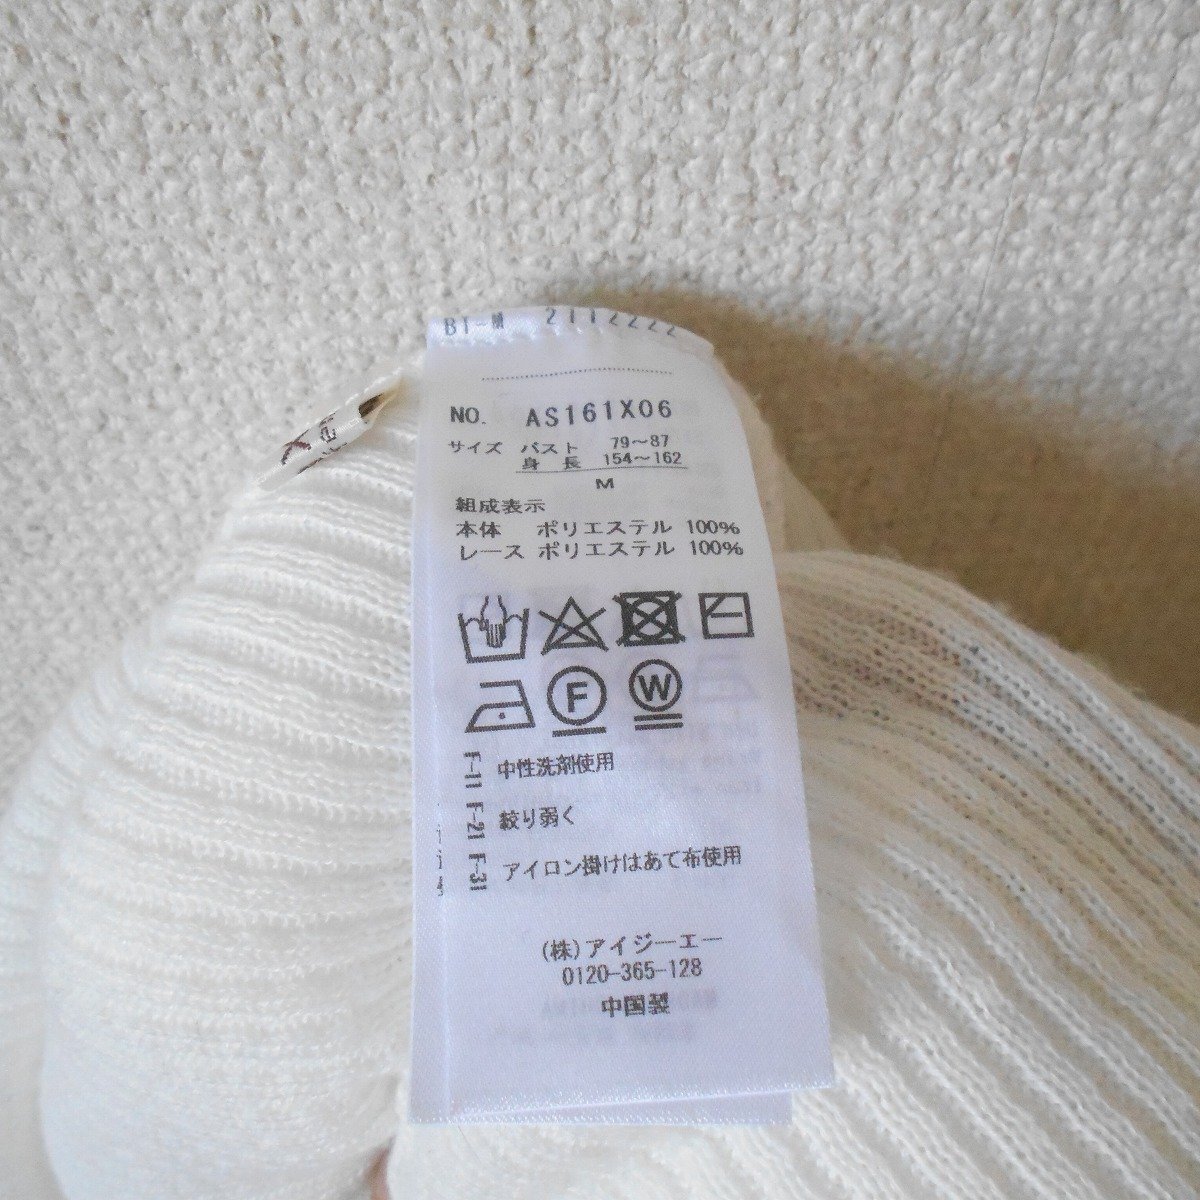 BI-M 2112222
NO. AS161X06
サイズ バスト 79〜87
身 長 154〜162
M
組成表示
本体 ポリエステル 100%
レース ポリエステル 100%
F
W
中性洗剤使用
絞り弱く
アイロン掛けはあて布使用
(株)アイジーエー
0120-365-128
中国製